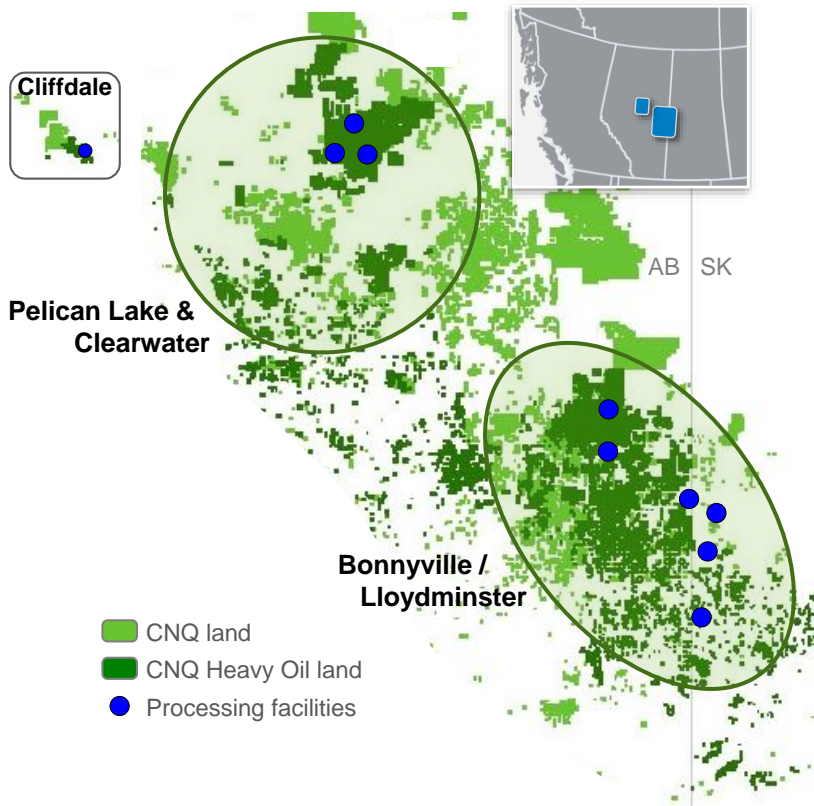 Cliffdale
AB SK
Pelican Lake &
Clearwater
Bonnyville /
Lloydminster
CNQ land
CNQ Heavy Oil land
Processing facilities